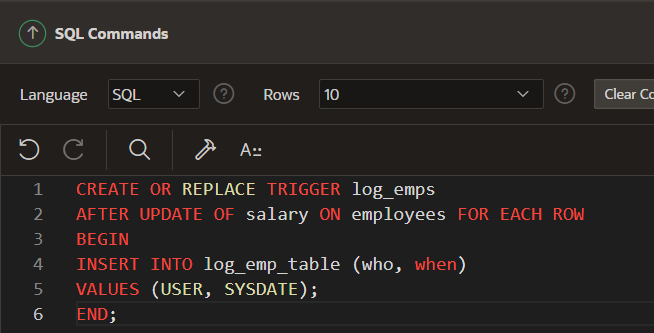 SQL Commands
Language SQL Rows 10 Clear Co
A::
1 CREATE OR REPLACE TRIGGER log_emps
2 AFTER UPDATE OF salary ON employees FOR EACH ROW
3 BEGIN
4 INSERT INTO log_emp_table (who, when)
5 VALUES (USER, SYSDATE);
6 END;